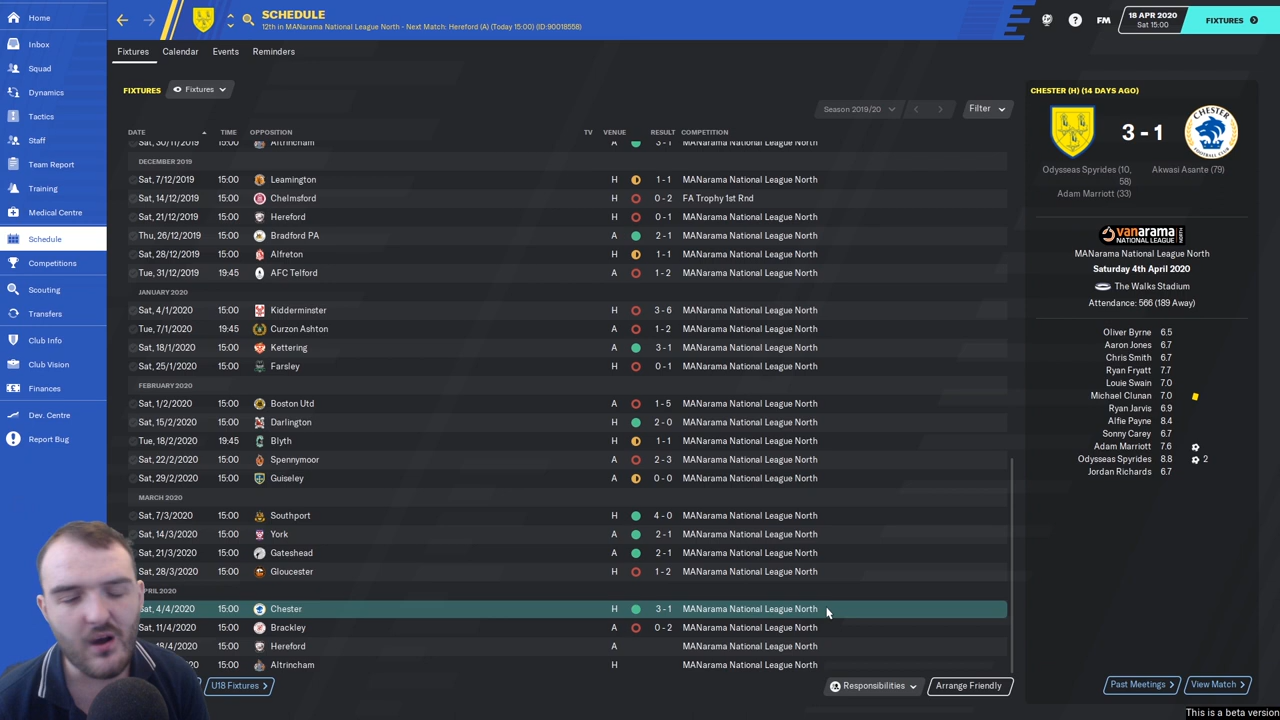 Home
Inbox
Squad
Dynamics
Tactics
Staff
Team Report
Training
Medical Centre
Schedule
Competitions
Scouting
Transfers
Club Info
Club Vision
Finances
Dev. Centre
Report Bug
SCHEDULE
12th in MANarama National League North - Next Match: Hereford (A) (Today 15:00) (ID:90018558)
FM
18 APR 2020
Sat 15:00
FIXTURES
Fixtures Calendar Events Reminders
FIXTURES Fixtures
Season 2019/20 Filter
DATE TIME OPPOSITION TV VENUE RESULT COMPETITION
Sat, 30/11/2019 15:00 Altrincham A 3 - 1 MANarama National League North
DECEMBER 2019
Sat, 7/12/2019 15:00 Leamington H 1 - 1 MANarama National League North
Sat, 14/12/2019 15:00 Chelmsford H 0 - 2 FA Trophy 1st Rnd
Sat, 21/12/2019 15:00 Hereford H 0 - 1 MANarama National League North
Thu, 26/12/2019 15:00 Bradford PA A 2 - 1 MANarama National League North
Sat, 28/12/2019 15:00 Alfreton H 1 - 1 MANarama National League North
Tue, 31/12/2019 19:45 AFC Telford A 1 - 2 MANarama National League North
JANUARY 2020
Sat, 4/1/2020 15:00 Kidderminster H 3 - 6 MANarama National League North
Tue, 7/1/2020 19:45 Curzon Ashton A 1 - 2 MANarama National League North
Sat, 18/1/2020 15:00 Kettering A 3 - 1 MANarama National League North
Sat, 25/1/2020 15:00 Farsley H 0 - 1 MANarama National League North
FEBRUARY 2020
Sat, 1/2/2020 15:00 Boston Utd A 1 - 5 MANarama National League North
Sat, 15/2/2020 15:00 Darlington H 2 - 0 MANarama National League North
Tue, 18/2/2020 19:45 Blyth H 1 - 1 MANarama National League North
Sat, 22/2/2020 15:00 Spennymoor A 2 - 3 MANarama National League North
Sat, 29/2/2020 15:00 Guiseley A 0 - 0 MANarama National League North
MARCH 2020
Sat, 7/3/2020 15:00 Southport H 4 - 0 MANarama National League North
Sat, 14/3/2020 15:00 York A 2 - 1 MANarama National League North
Sat, 21/3/2020 15:00 Gateshead A 2 - 1 MANarama National League North
Sat, 28/3/2020 15:00 Gloucester H 1 - 2 MANarama National League North
APRIL 2020
Sat, 4/4/2020 15:00 Chester H 3 - 1 MANarama National League North
Sat, 11/4/2020 15:00 Brackley A 0 - 2 MANarama National League North
18/4/2020 15:00 Hereford A MANarama National League North
2020 15:00 Altrincham H MANarama National League North
U18 Fixtures Responsibilities Arrange Friendly
CHESTER (H) (14 DAYS AGO)
3 - 1
CHESTER
Odysseas Spyrides (10, Akwasi Asante (79)
58)
Adam Marriott (33)
vanarama
NATIONAL LEAGUE NORTH
MANarama National League North
Saturday 4th April 2020
The Walks Stadium
Attendance: 566 (189 Away)
Oliver Byrne 6.5
Aaron Jones 6.7
Chris Smith 6.7
Ryan Fryatt 7.7
Louie Swain 7.0
Michael Clunan 7.0
Ryan Jarvis 6.9
Alfie Payne 8.4
Sonny Carey 6.7
Adam Marriott 7.6
Odysseas Spyrides 8.8 2
Jordan Richards 6.7
Past Meetings View Match
This is a beta version